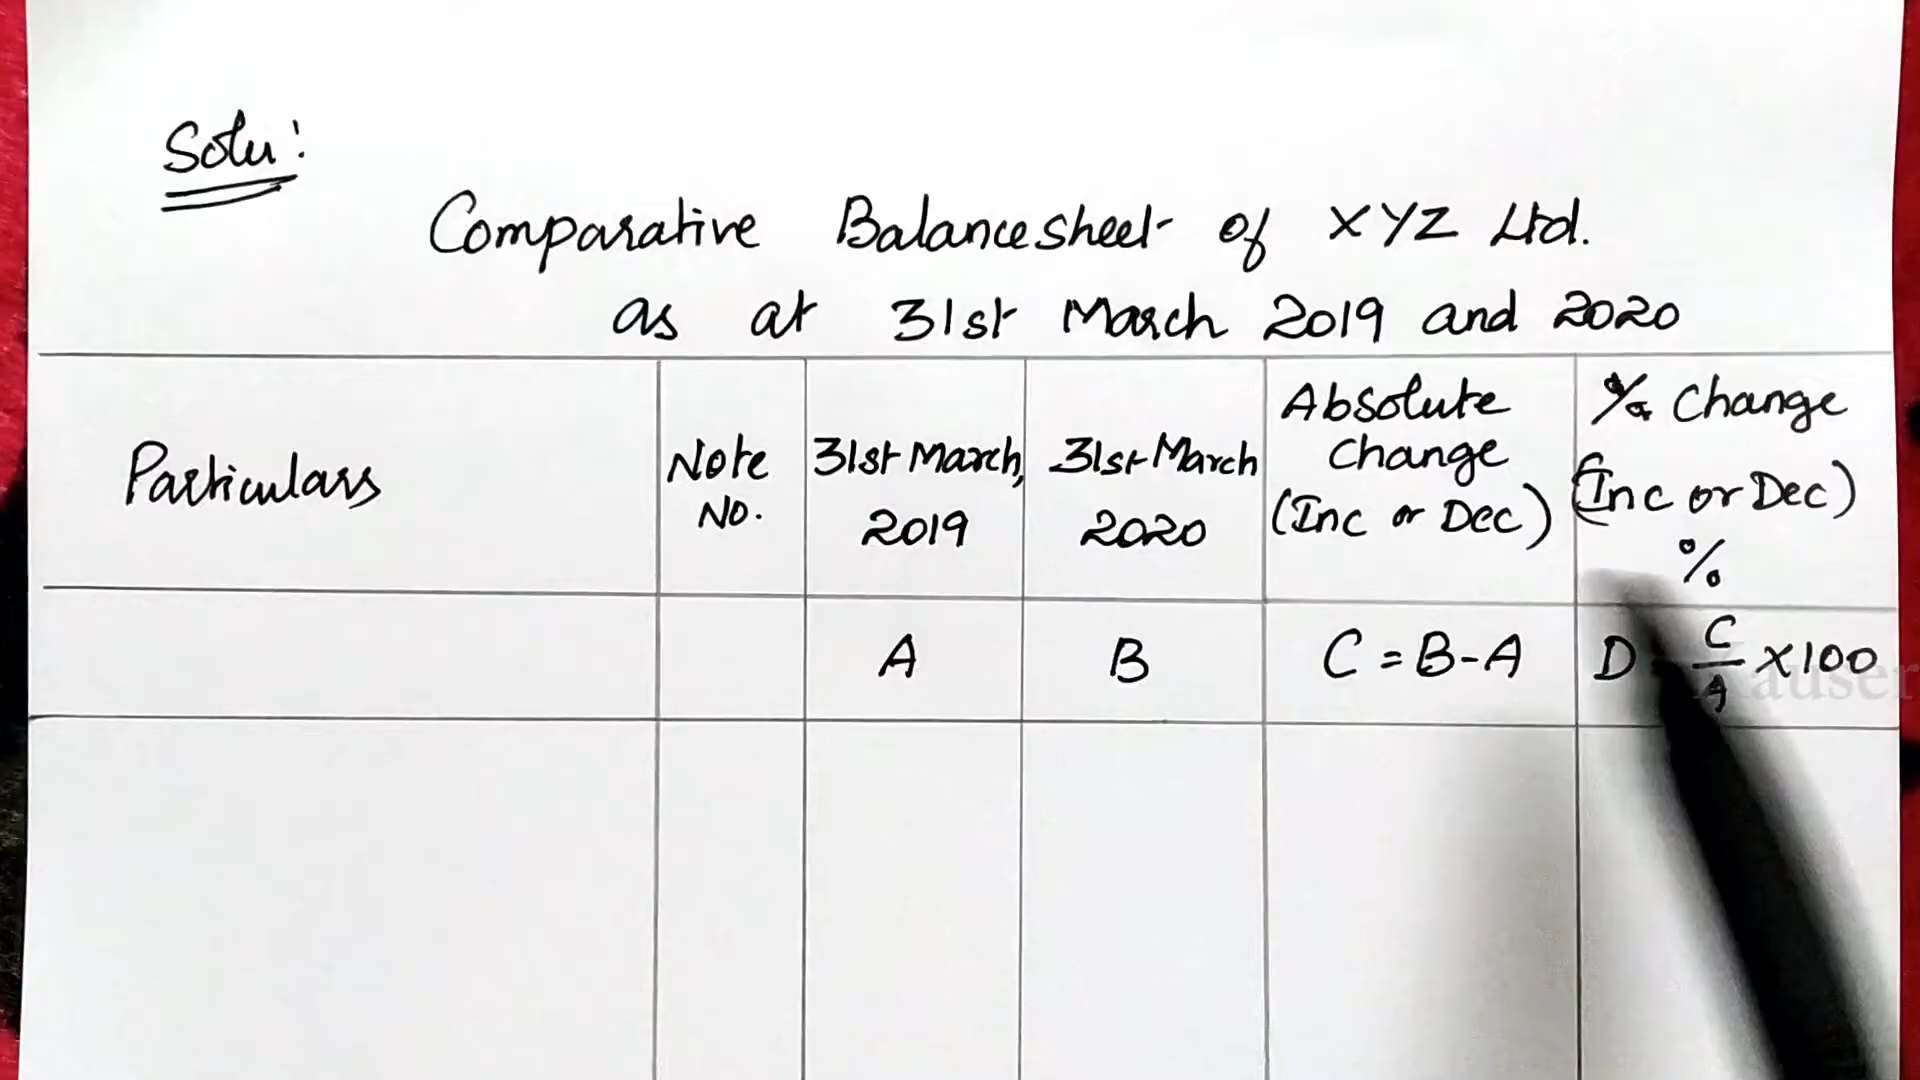 Solu:
Comparative Balancesheet of XYZ Ltd.
as at 31st March 2019 and 2020
Particulars
Note No.
31st March, 2019
31st March 2020
Absolute Change (Inc or Dec)
% Change (Inc or Dec) %
A
B
C = B-A
D = C/A x 100